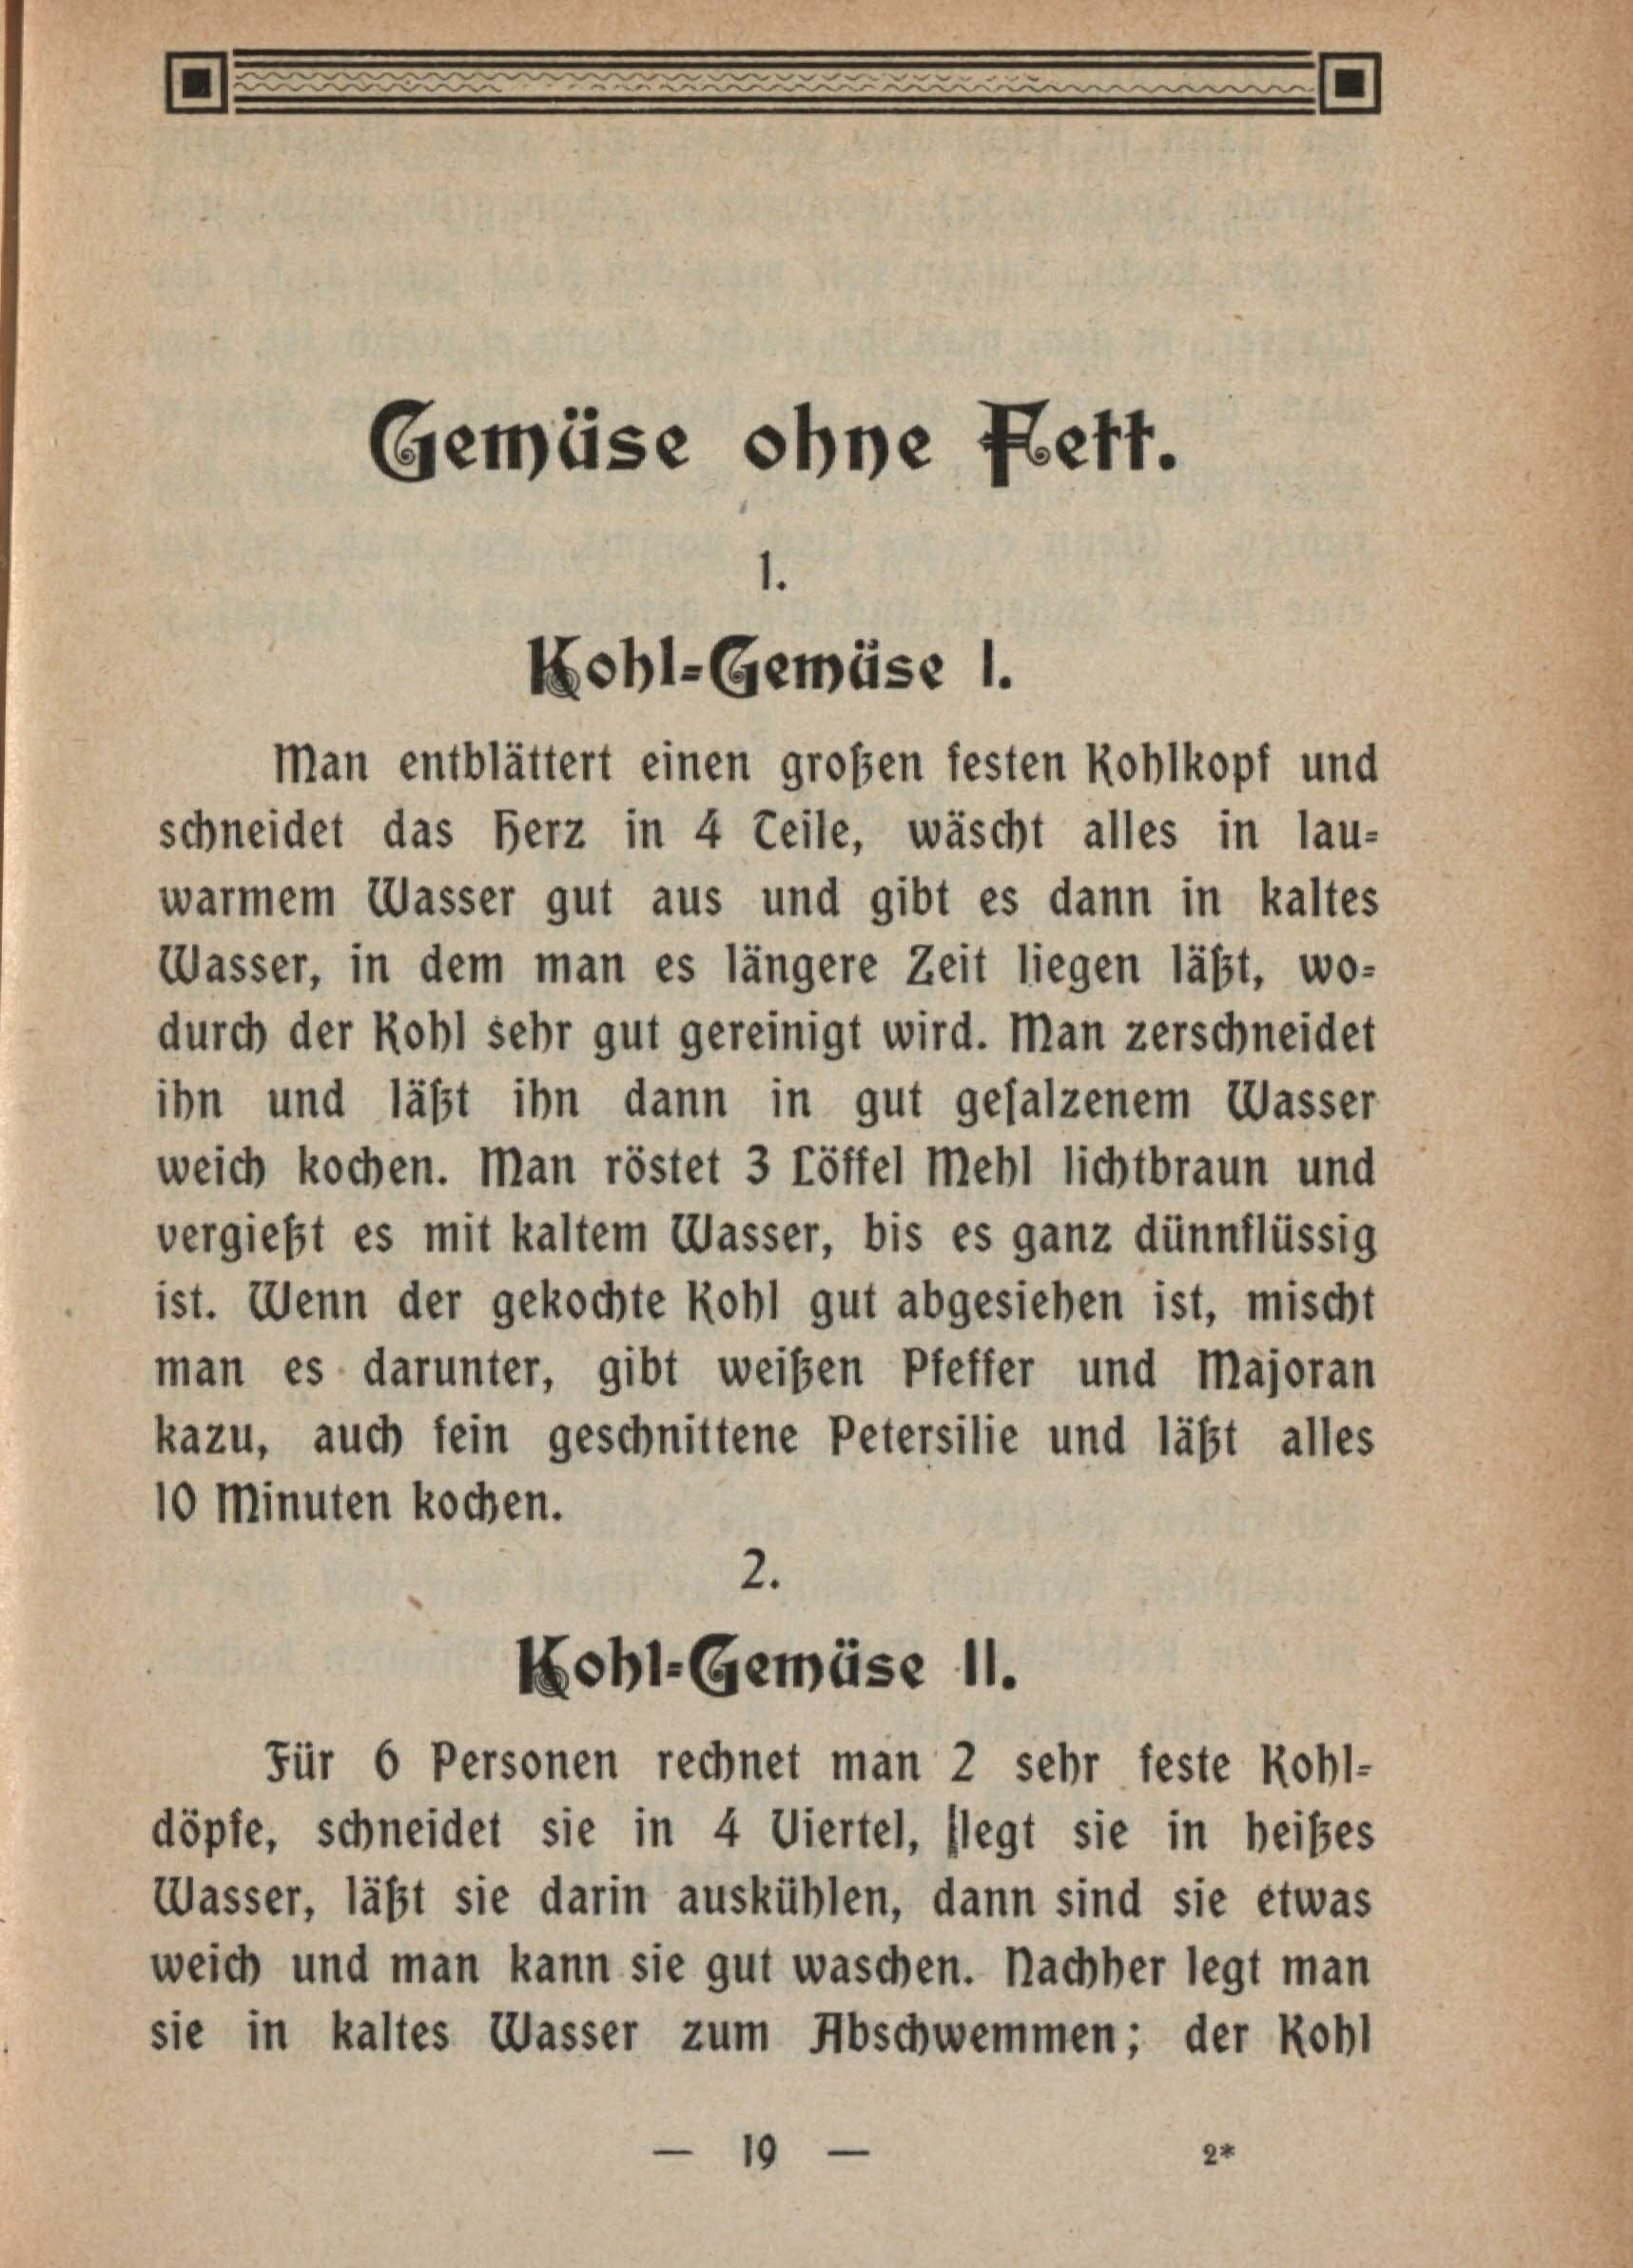 Gemüse ohne Fett.
1.
Kohl-Gemüse I.
Man entblättert einen großen festen Kohlkopf und
schneidet das Herz in 4 Teile, wäscht alles in lau-
warmem Wasser gut aus und gibt es dann in kaltes
Wasser, in dem man es längere Zeit liegen läßt, wo-
durch der Kohl sehr gut gereinigt wird. Man zerschneidet
ihn und läßt ihn dann in gut gesalzenem Wasser
weich kochen. Man röstet 3 Löffel Mehl lichtbraun und
vergießt es mit kaltem Wasser, bis es ganz dünnflüssig
ist. Wenn der gekochte Kohl gut abgesiehen ist, mischt
man es darunter, gibt weißen Pfeffer und Majoran
kazu, auch fein geschnittene Petersilie und läßt alles
10 Minuten kochen.
2.
Kohl-Gemüse II.
Für 6 Personen rechnet man 2 sehr feste Kohl-
döpfe, schneidet sie in 4 Viertel, legt sie in heißes
Wasser, läßt sie darin auskühlen, dann sind sie etwas
weich und man kann sie gut waschen. Nachher legt man
sie in kaltes Wasser zum Abschwemmen; der Kohl
— 19 — 2*